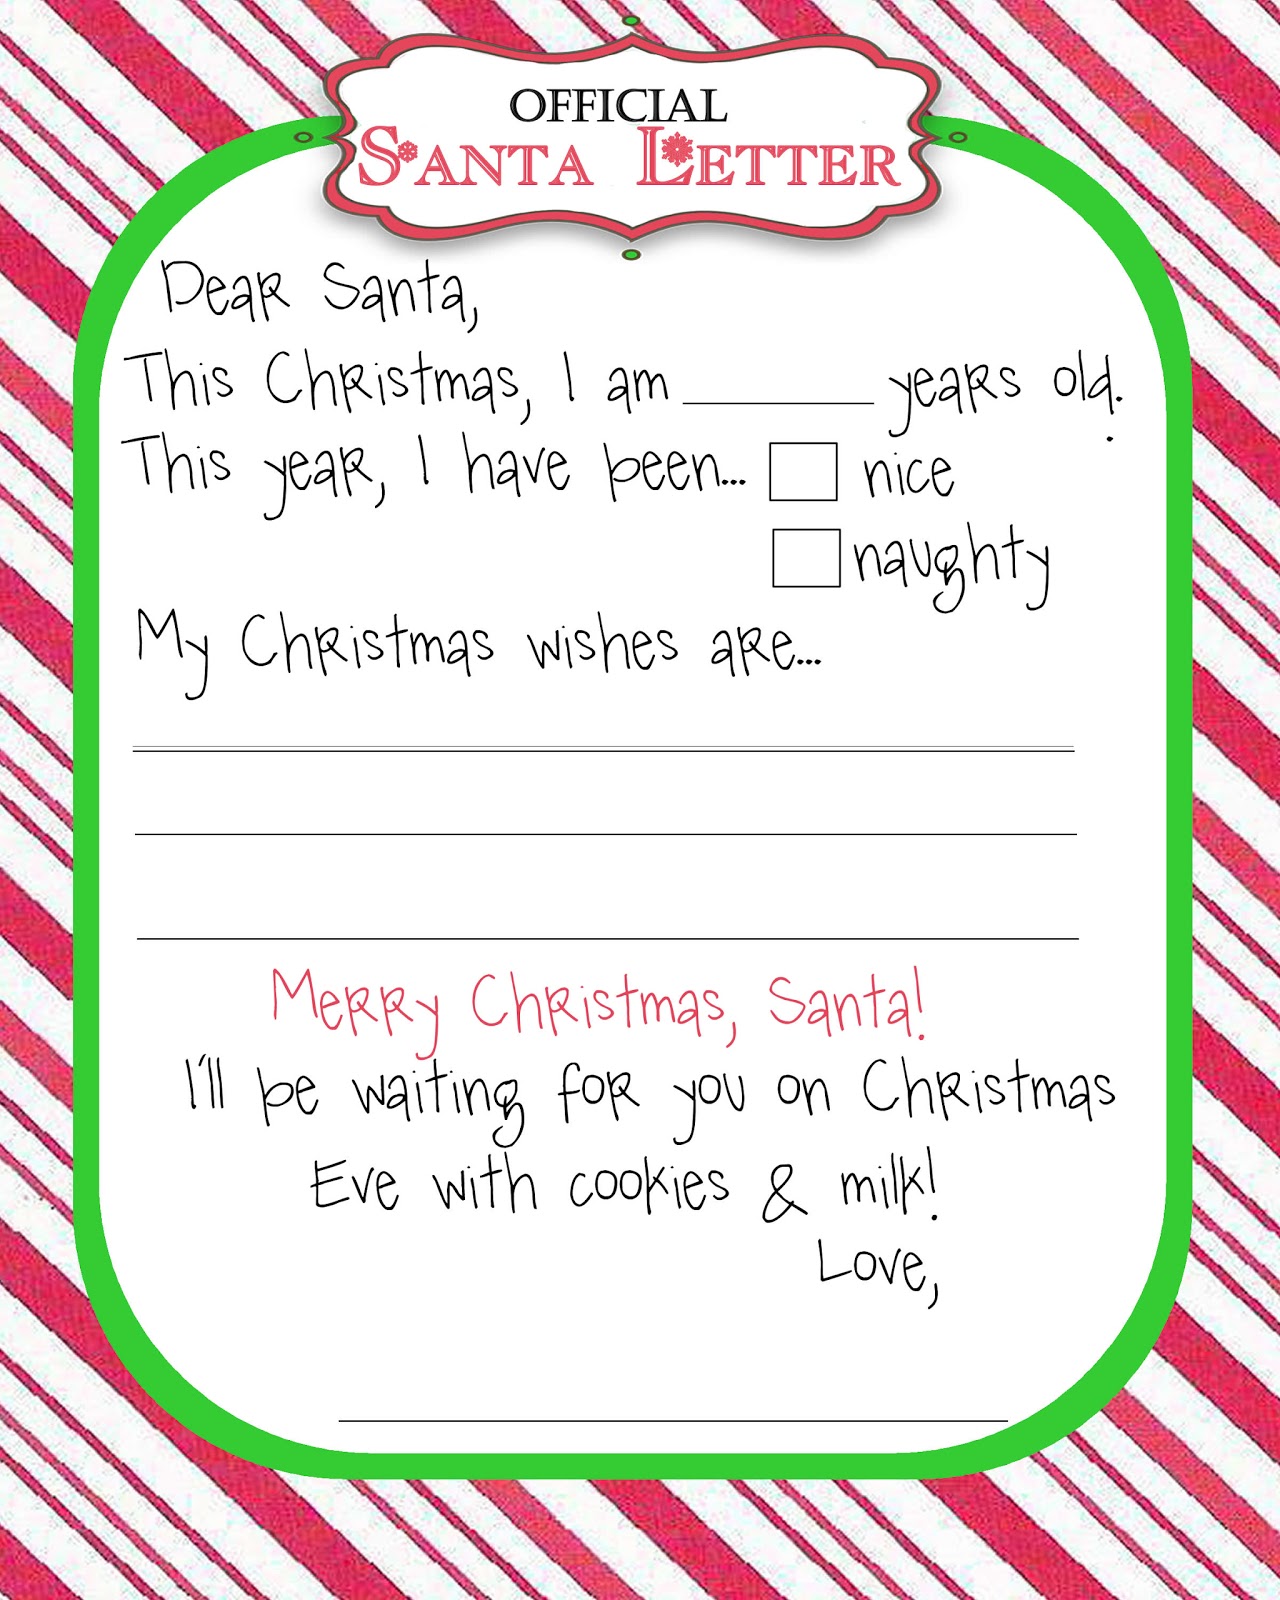 OFFICIAL
SANTA LETTER
Dear Santa,
This Christmas, I am ________ years old.
This year, I have been... nice
naughty
My Christmas wishes are...
Merry Christmas, Santa!
I'll be waiting for you on Christmas
Eve with cookies & milk!
Love,